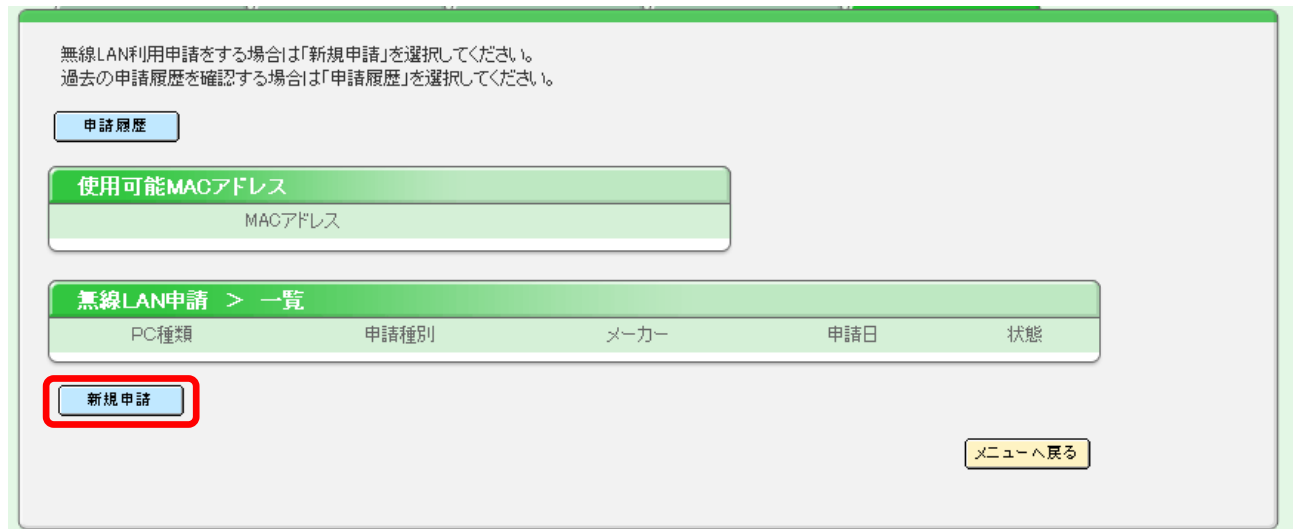 無線LAN利用申請をする場合は「新規申請」を選択してください。
過去の申請履歴を確認する場合は「申請履歴」を選択してください。
申請履歴
使用可能MACアドレス
MACアドレス
無線LAN申請 ＞ 一覧
PC種類 申請種別 メーカー 申請日 状態
新規申請
メニューへ戻る